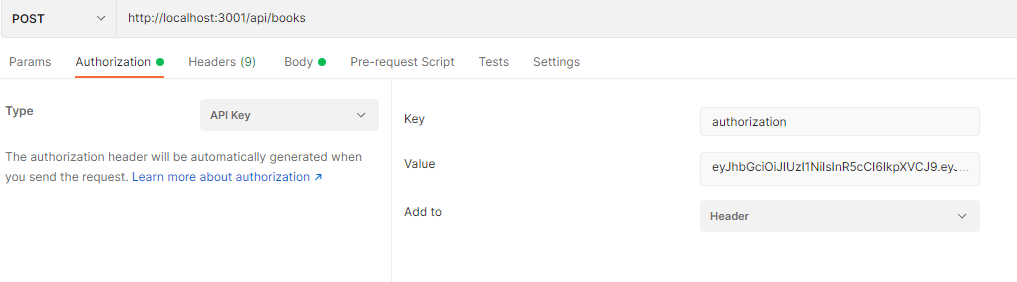 POST http://localhost:3001/api/books
Params Authorization Headers (9) Body Pre-request Script Tests Settings
Type API Key
The authorization header will be automatically generated when
you send the request. Learn more about authorization ↗
Key authorization
Value eyJhbGciOiJIUzI1NiIsInR5cCI6IkpXVCJ9.ey....
Add to Header